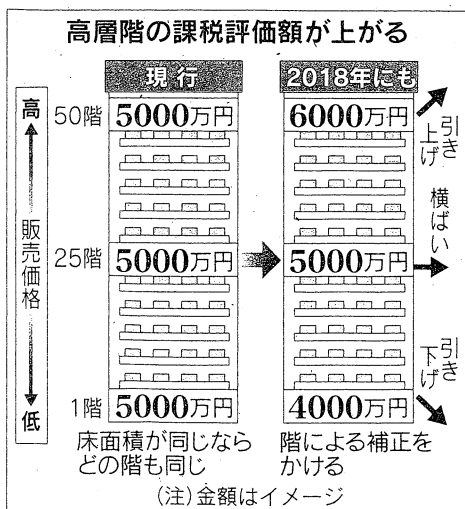 高層階の課税評価額が上がる
現行
2018年にも
高
販売価格
低
50階
5000万円
6000万円
引き上げ
25階
5000万円
5000万円
横ばい
1階
5000万円
4000万円
引き下げ
床面積が同じなら
どの階も同じ
階による補正を
かける
(注)金額はイメージ